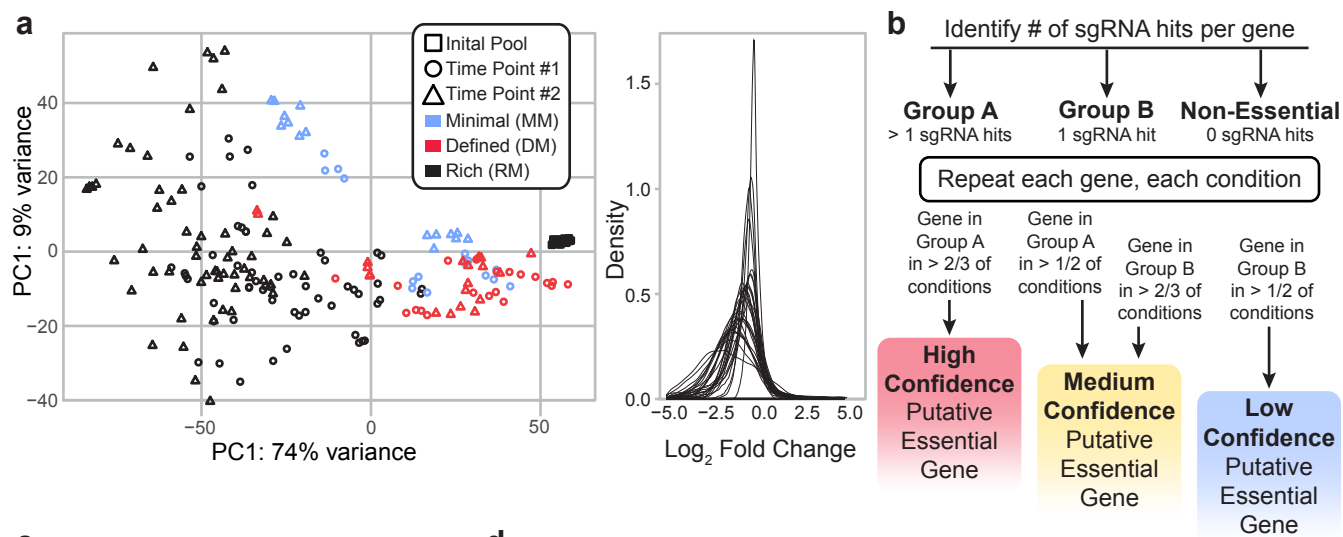 a
PC1: 9% variance
40
20
0
−20
−40
−50
0
50
PC1: 74% variance
Inital Pool
Time Point #1
Time Point #2
Minimal (MM)
Defined (DM)
Rich (RM)
Density
1.5
1.0
0.5
0.0
−5.0
−2.5
0.0
2.5
5.0
Log2 Fold Change
b
Identify # of sgRNA hits per gene
Group A
> 1 sgRNA hits
Group B
1 sgRNA hit
Non-Essential
0 sgRNA hits
Repeat each gene, each condition
Gene in
Group A
in > 2/3 of
conditions
Gene in
Group A
in > 1/2 of
conditions
Gene in
Group B
in > 2/3 of
conditions
Gene in
Group B
in > 1/2 of
conditions
High
Confidence
Putative
Essential
Gene
Medium
Confidence
Putative
Essential
Gene
Low
Confidence
Putative
Essential
Gene